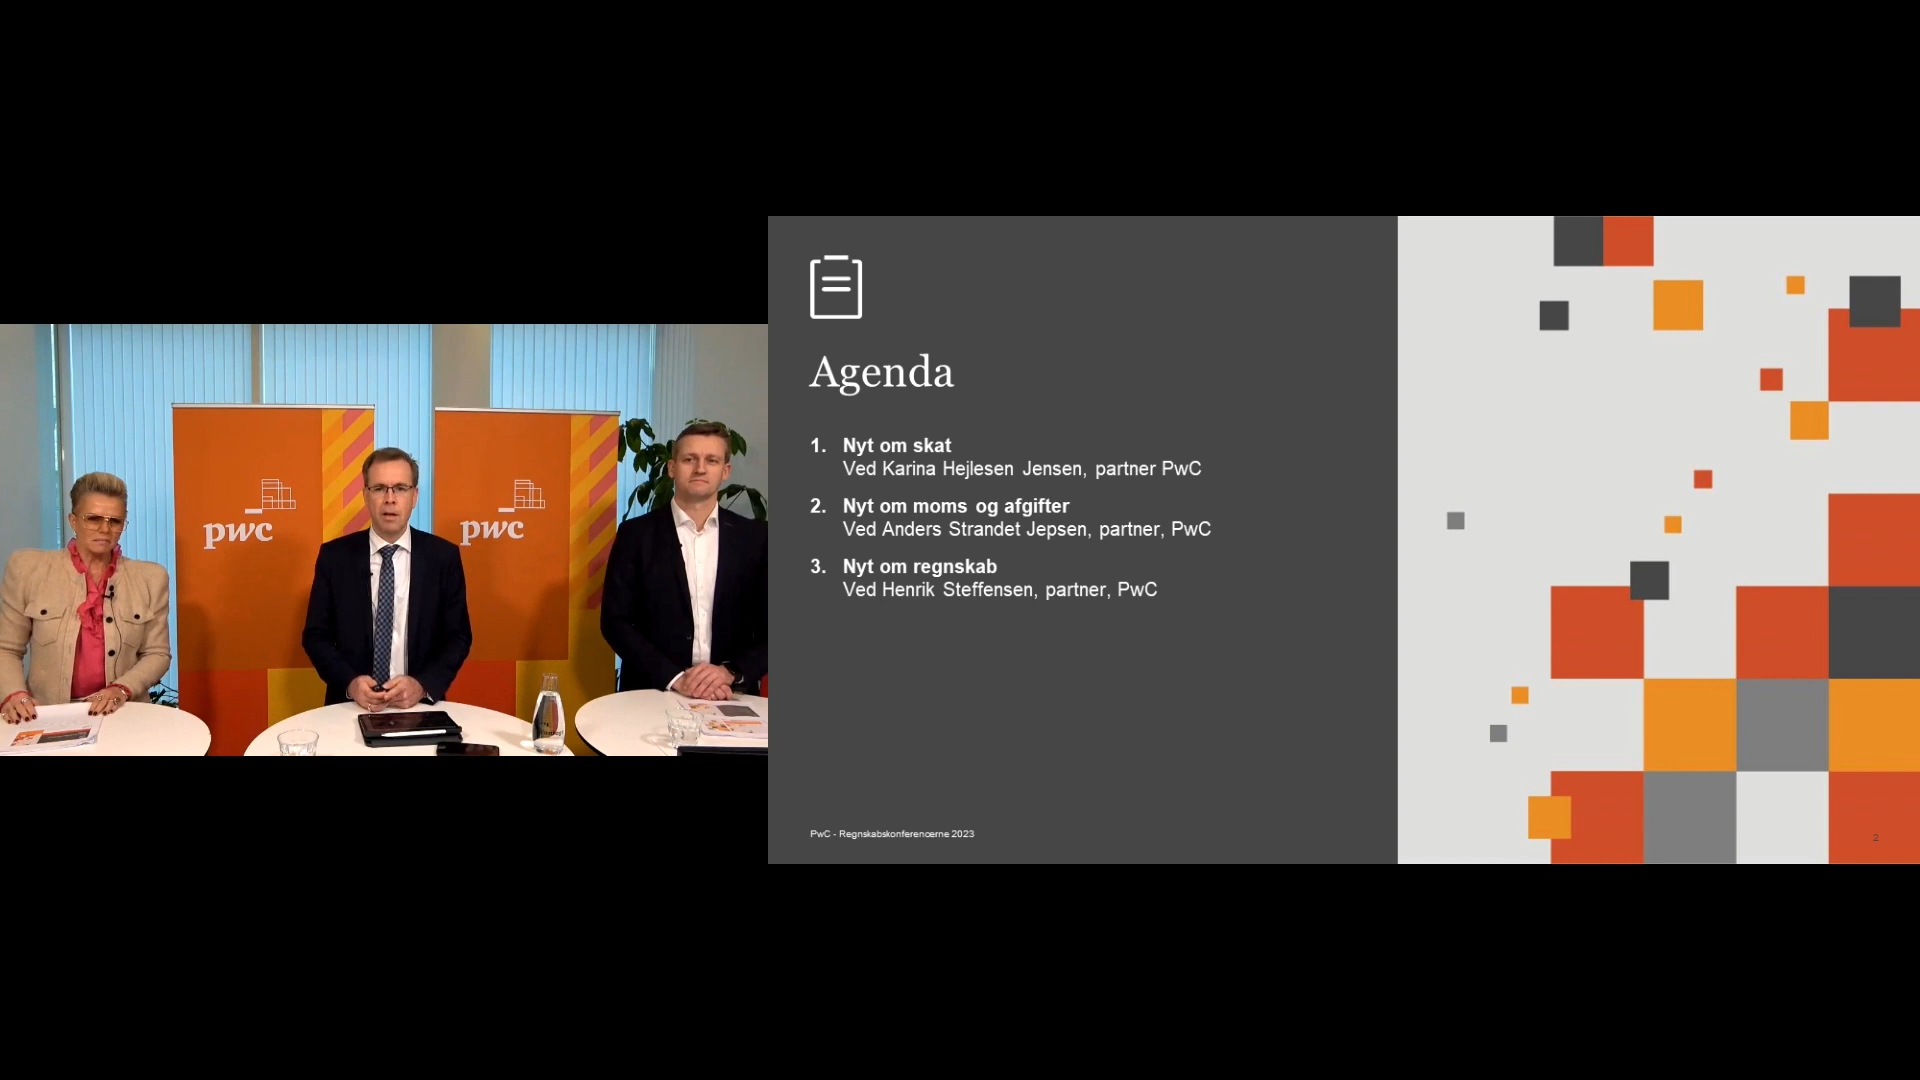 pwc
pwc
Agenda
1. Nyt om skat
Ved Karina Hejlesen Jensen, partner PwC
2. Nyt om moms og afgifter
Ved Anders Strandet Jepsen, partner, PwC
3. Nyt om regnskab
Ved Henrik Steffensen, partner, PwC
PwC - Regnskabskonferencerne 2023
2